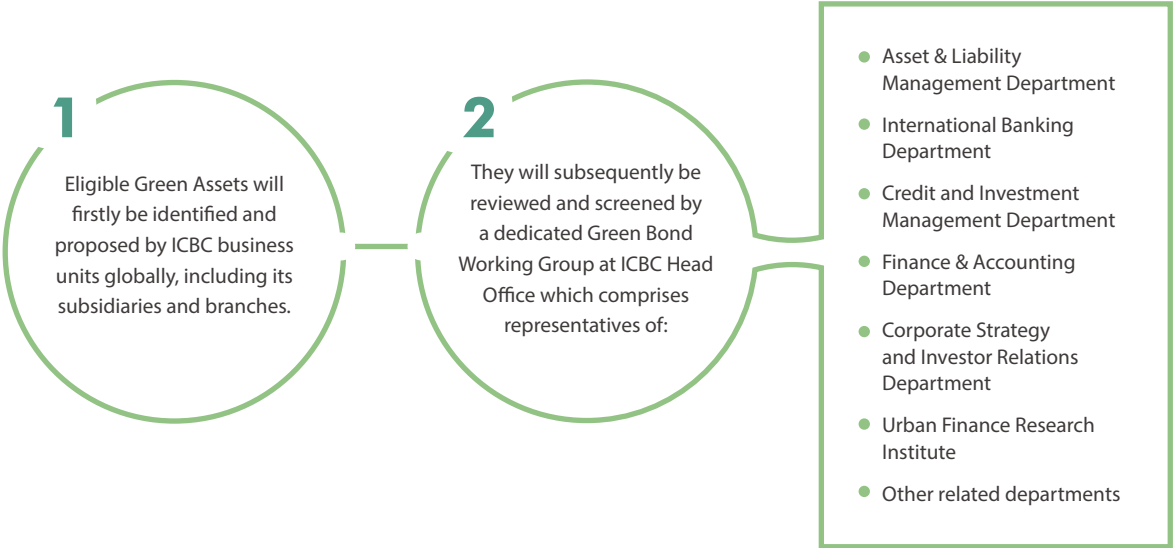 1
Eligible Green Assets will
firstly be identified and
proposed by ICBC business
units globally, including its
subsidiaries and branches.
2
They will subsequently be
reviewed and screened by
a dedicated Green Bond
Working Group at ICBC Head
Office which comprises
representatives of:
Asset & Liability
Management Department
International Banking
Department
Credit and Investment
Management Department
Finance & Accounting
Department
Corporate Strategy
and Investor Relations
Department
Urban Finance Research
Institute
Other related departments